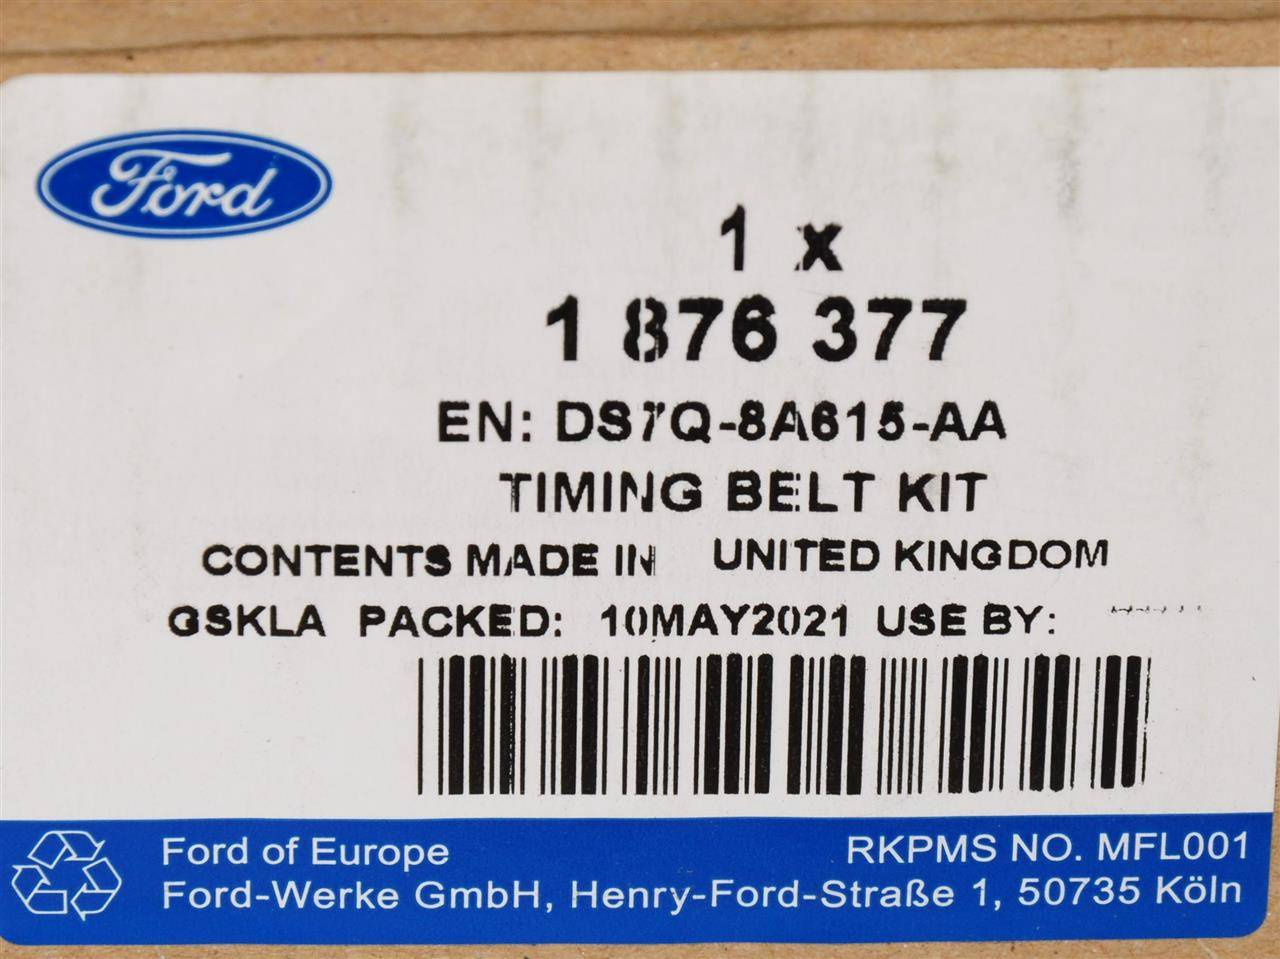 Ford
1 x
1 876 377
EN: DS7Q-8A615-AA
TIMING BELT KIT
CONTENTS MADE IN UNITED KINGDOM
GSKLA PACKED: 10MAY2021 USE BY:
Ford of Europe
RKPMS NO. MFL001
Ford-Werke GmbH, Henry-Ford-Straße 1, 50735 Köln